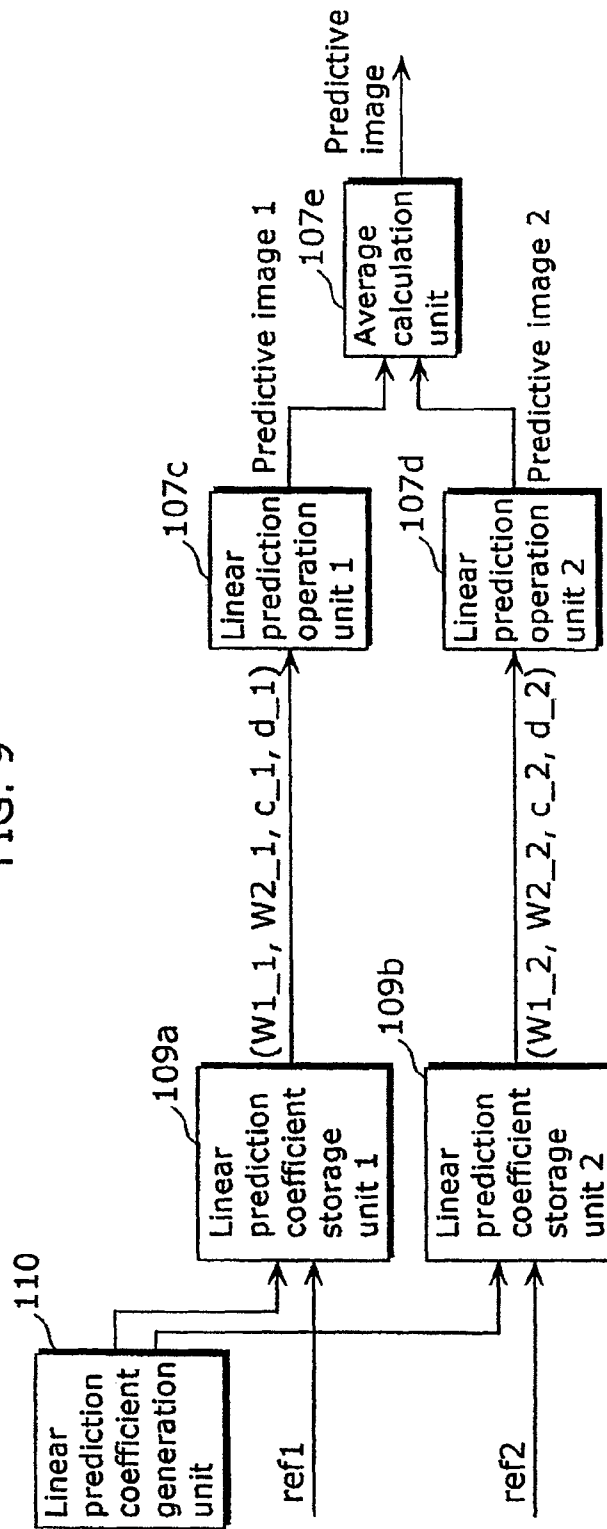 FIG. 9
110
Linear
prediction
coefficient
generation
unit
ref1
ref2
109a
Linear
prediction
coefficient
storage
unit 1
109b
Linear
prediction
coefficient
storage
unit 2
(W1_1, W2_1, c_1, d_1)
(W1_2, W2_2, c_2, d_2)
107c
Linear
prediction
operation
unit 1
107d
Linear
prediction
operation
unit 2
Predictive image 1
Predictive image 2
107e
Average
calculation
unit
Predictive
image